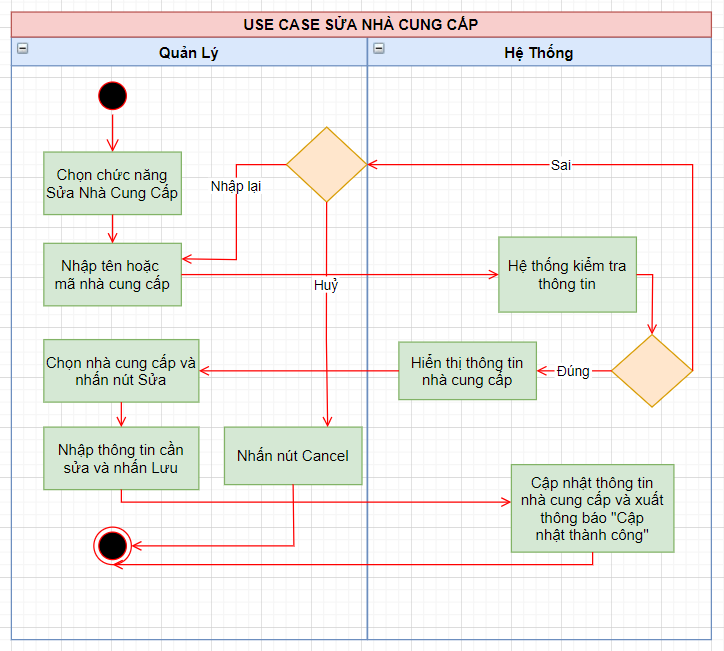 USE CASE SỬA NHÀ CUNG CẤP
Quản Lý
Hệ Thống
Chọn chức năng
Sửa Nhà Cung Cấp
Sai
Nhập lại
Nhập tên hoặc
mã nhà cung cấp
Hệ thống kiểm tra
thông tin
Huỷ
Chọn nhà cung cấp và
nhấn nút Sửa
Hiển thị thông tin
nhà cung cấp
Đúng
Nhập thông tin cần
sửa và nhấn Lưu
Nhấn nút Cancel
Cập nhật thông tin
nhà cung cấp và xuất
thông báo "Cập
nhật thành công"